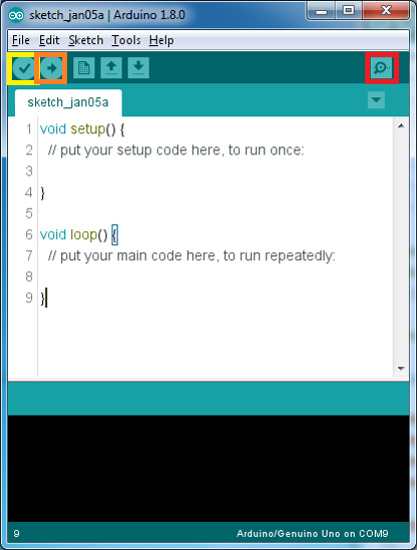 sketch_jan05a | Arduino 1.8.0
File Edit Sketch Tools Help
sketch_jan05a
1 void setup() {
2 // put your setup code here, to run once:
3
4 }
5
6 void loop() {
7 // put your main code here, to run repeatedly:
8
9 }
9 Arduino/Genuino Uno on COM9